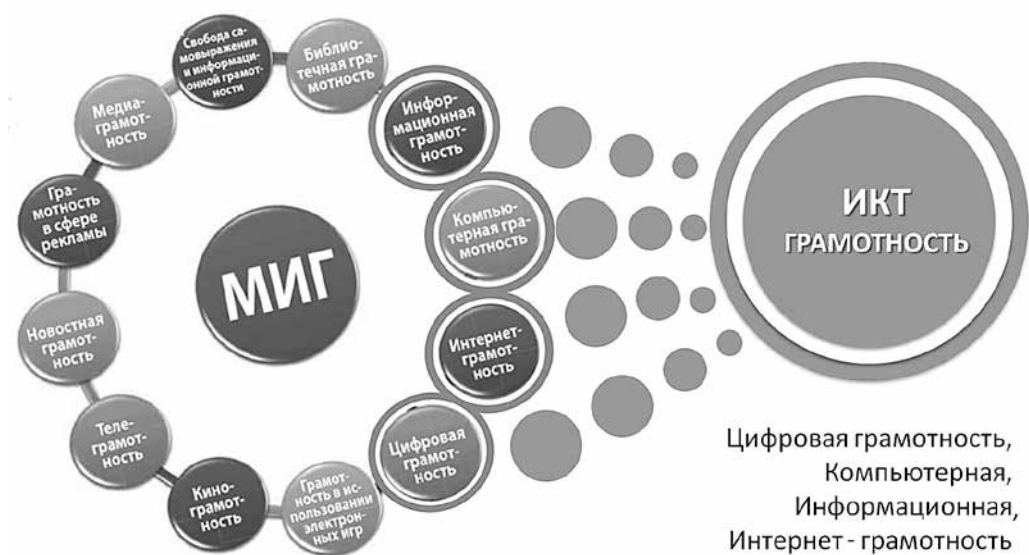 Свобода са-
мовыражения
и информаци-
онной грамот-
ности
Библио-
течная гра-
мотность
Инфор-
мационная
грамот-
ность
Компью-
терная гра-
мотность
Интернет-
грамот-
ность
Цифровая
грамот-
ность
Грамот-
ность в ис-
пользовании
электрон-
ных игр
Кино-
грамот-
ность
Теле-
грамот-
ность
Новостная
грамот-
ность
Гра-
мотность
в сфере
рекламы
Медиа-
грамот-
ность
МИГ
ИКТ
ГРАМОТНОСТЬ
Цифровая грамотность,
Компьютерная,
Информационная,
Интернет - грамотность